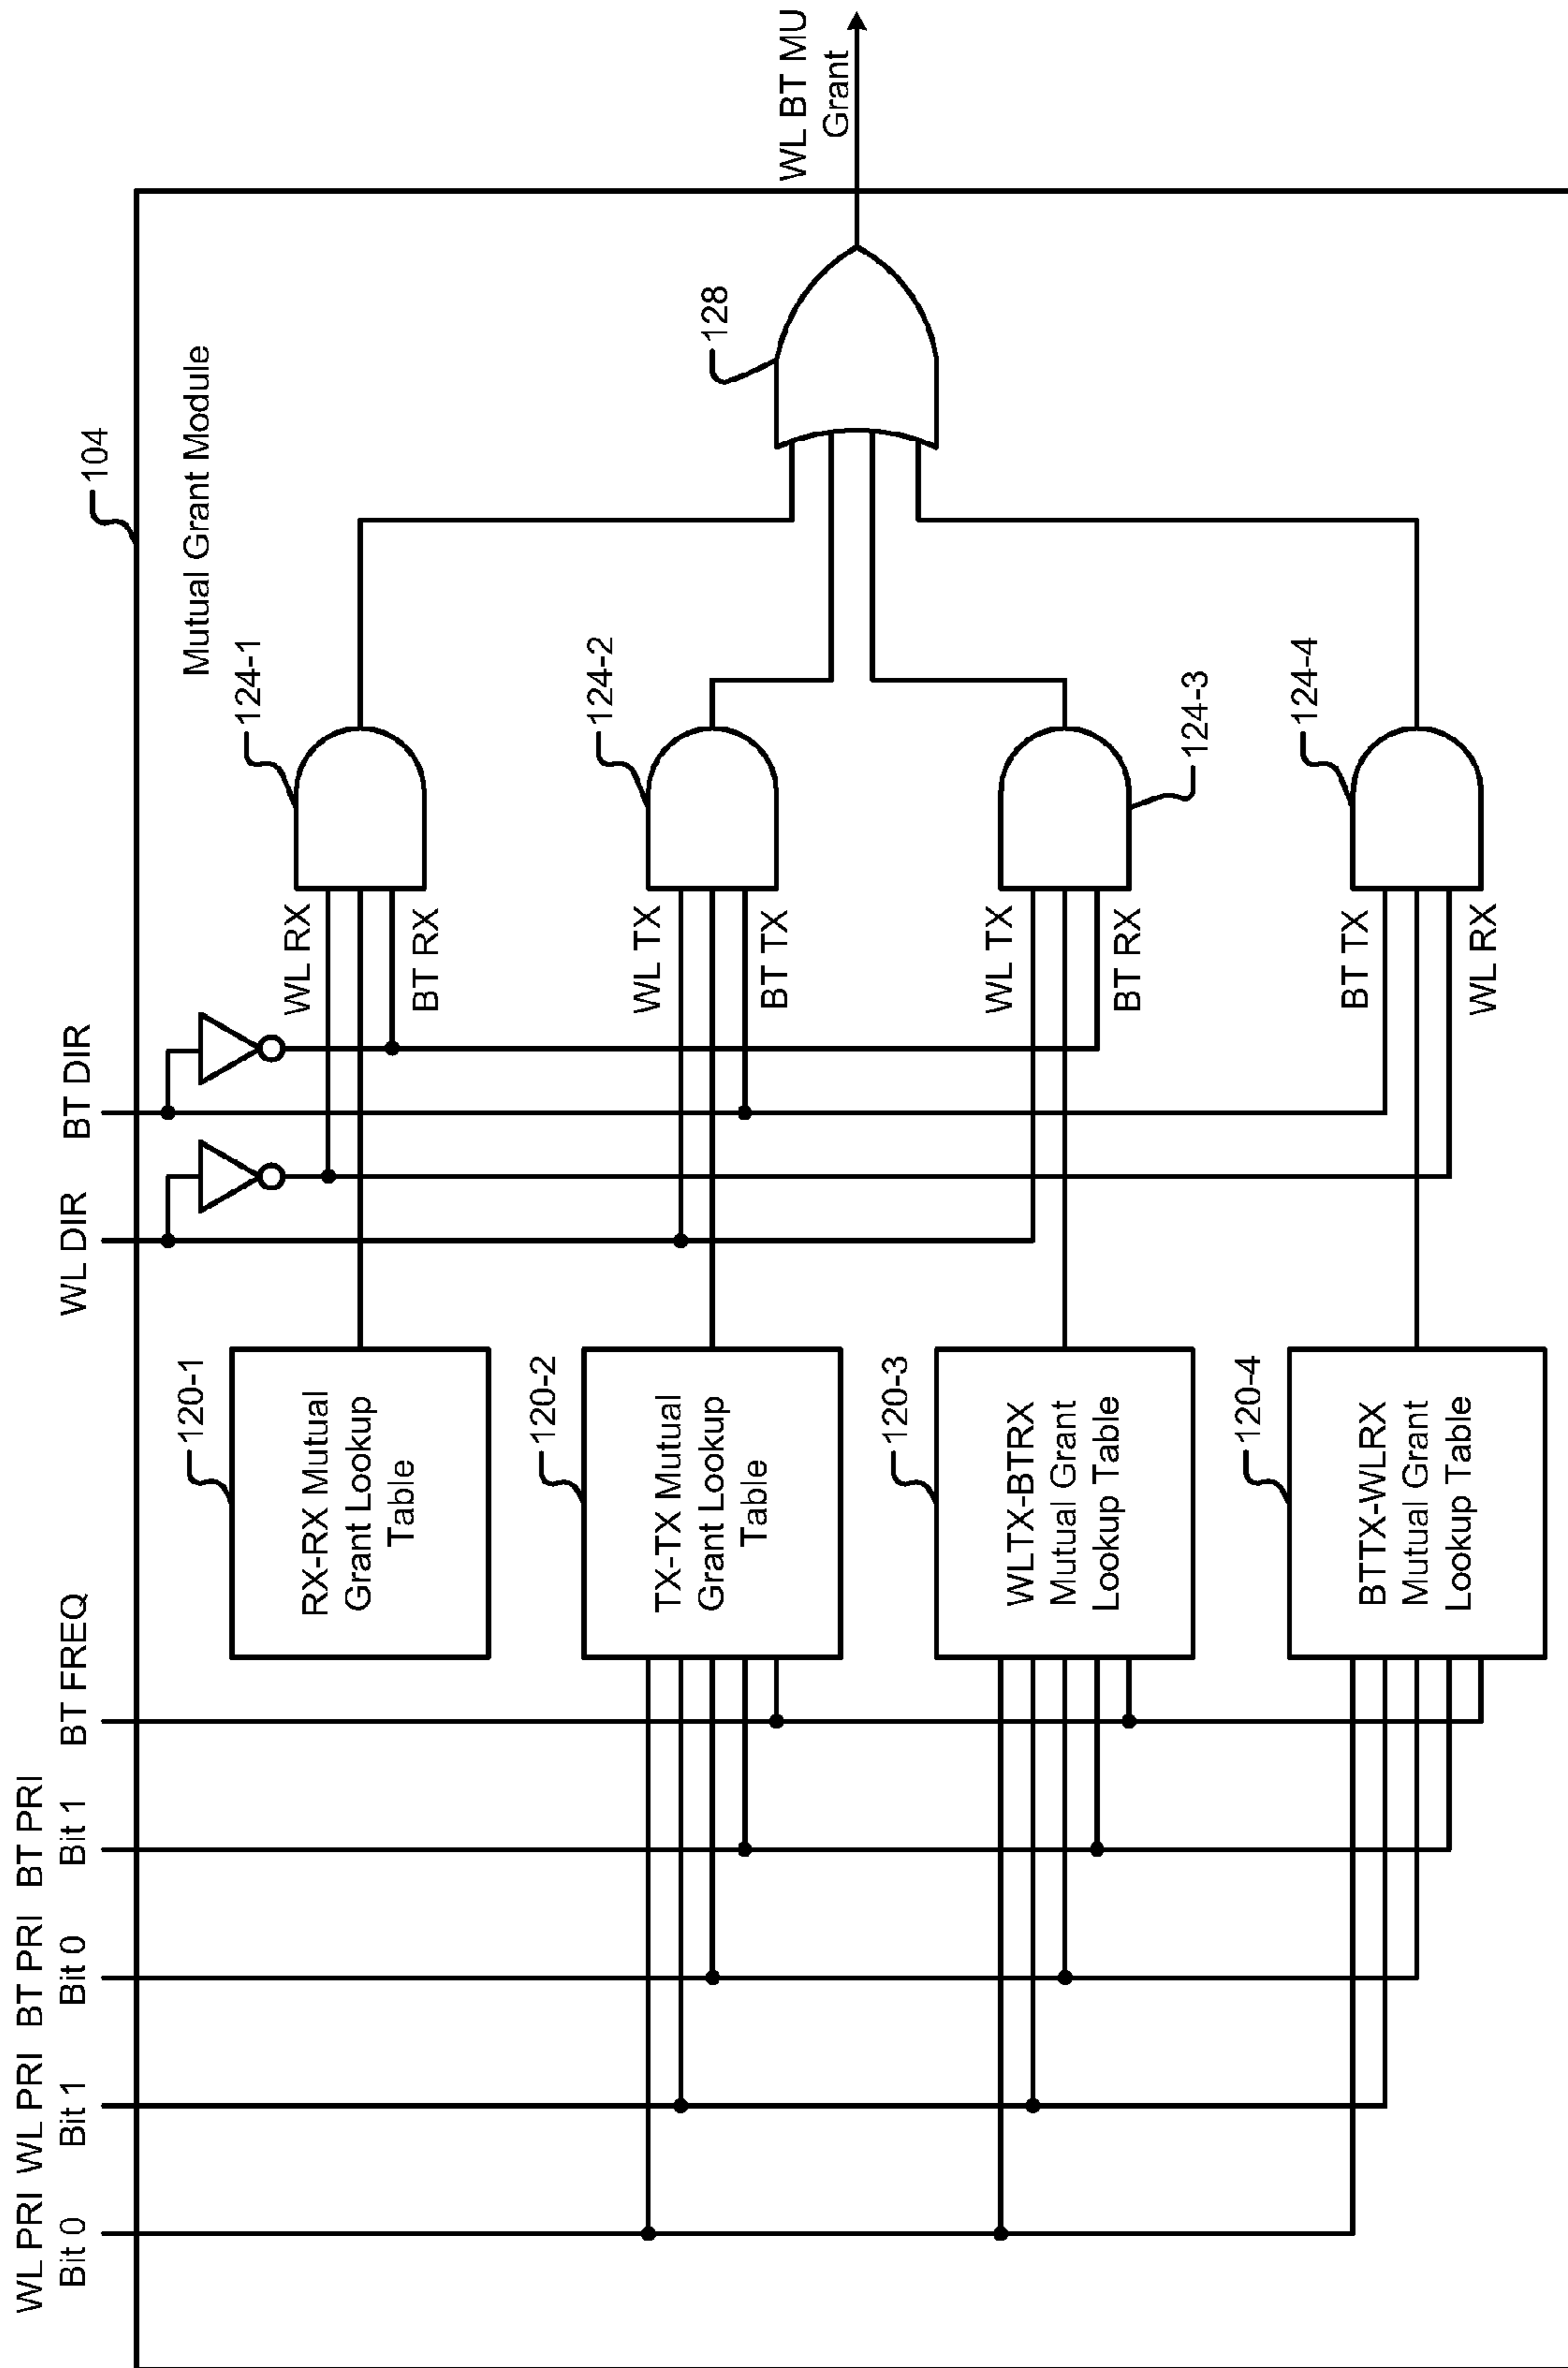 WL PRI WL PRI BT PRI BT PRI
Bit 0 Bit 1 Bit 0 Bit 1 BT FREQ
WL DIR
BT DIR
104
Mutual Grant Module
120-1
RX-RX Mutual
Grant Lookup
Table
WL RX
BT RX
124-1
120-2
TX-TX Mutual
Grant Lookup
Table
WL TX
BT TX
124-2
120-3
WLTX-BTRX
Mutual Grant
Lookup Table
WL TX
BT RX
124-3
120-4
BTTX-WLRX
Mutual Grant
Lookup Table
BT TX
WL RX
124-4
128
WL BT MU
Grant